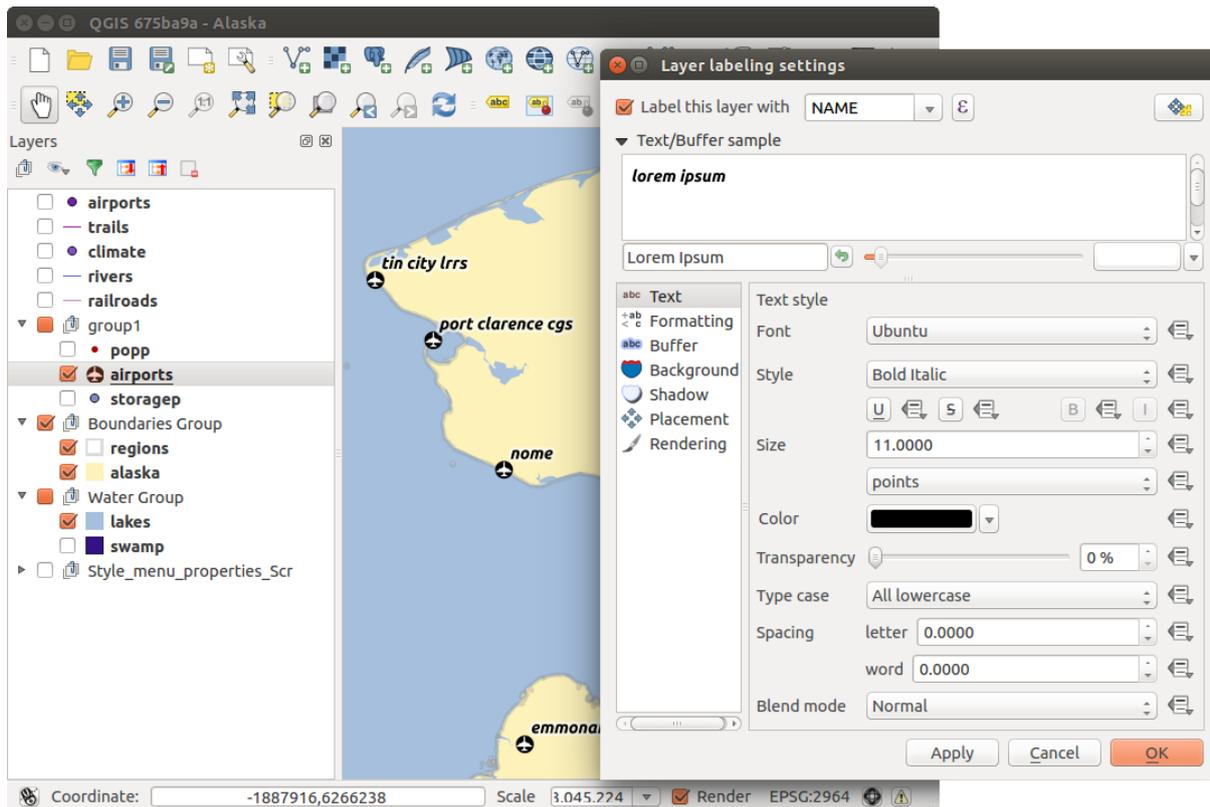 QGIS 675ba9a - Alaska
Layers
airports
trails
climate
rivers
railroads
group1
popp
airports
storagep
Boundaries Group
regions
alaska
Water Group
lakes
swamp
Style_menu_properties_Scr
tin city lrrs
port clarence cgs
nome
Coordinate: -1887916,6266238 Scale 3.045.224 Render EPSG:2964
Layer labeling settings
Label this layer with NAME ε
Text/Buffer sample
lorem ipsum
Lorem Ipsum
abc Text
Formatting
abc Buffer
Background
Shadow
Placement
Rendering
Text style
Font Ubuntu
Style Bold Italic
U S B I
Size 11.0000
points
Color
Transparency 0 %
Type case All lowercase
Spacing letter 0.0000
word 0.0000
Blend mode Normal
Apply Cancel OK